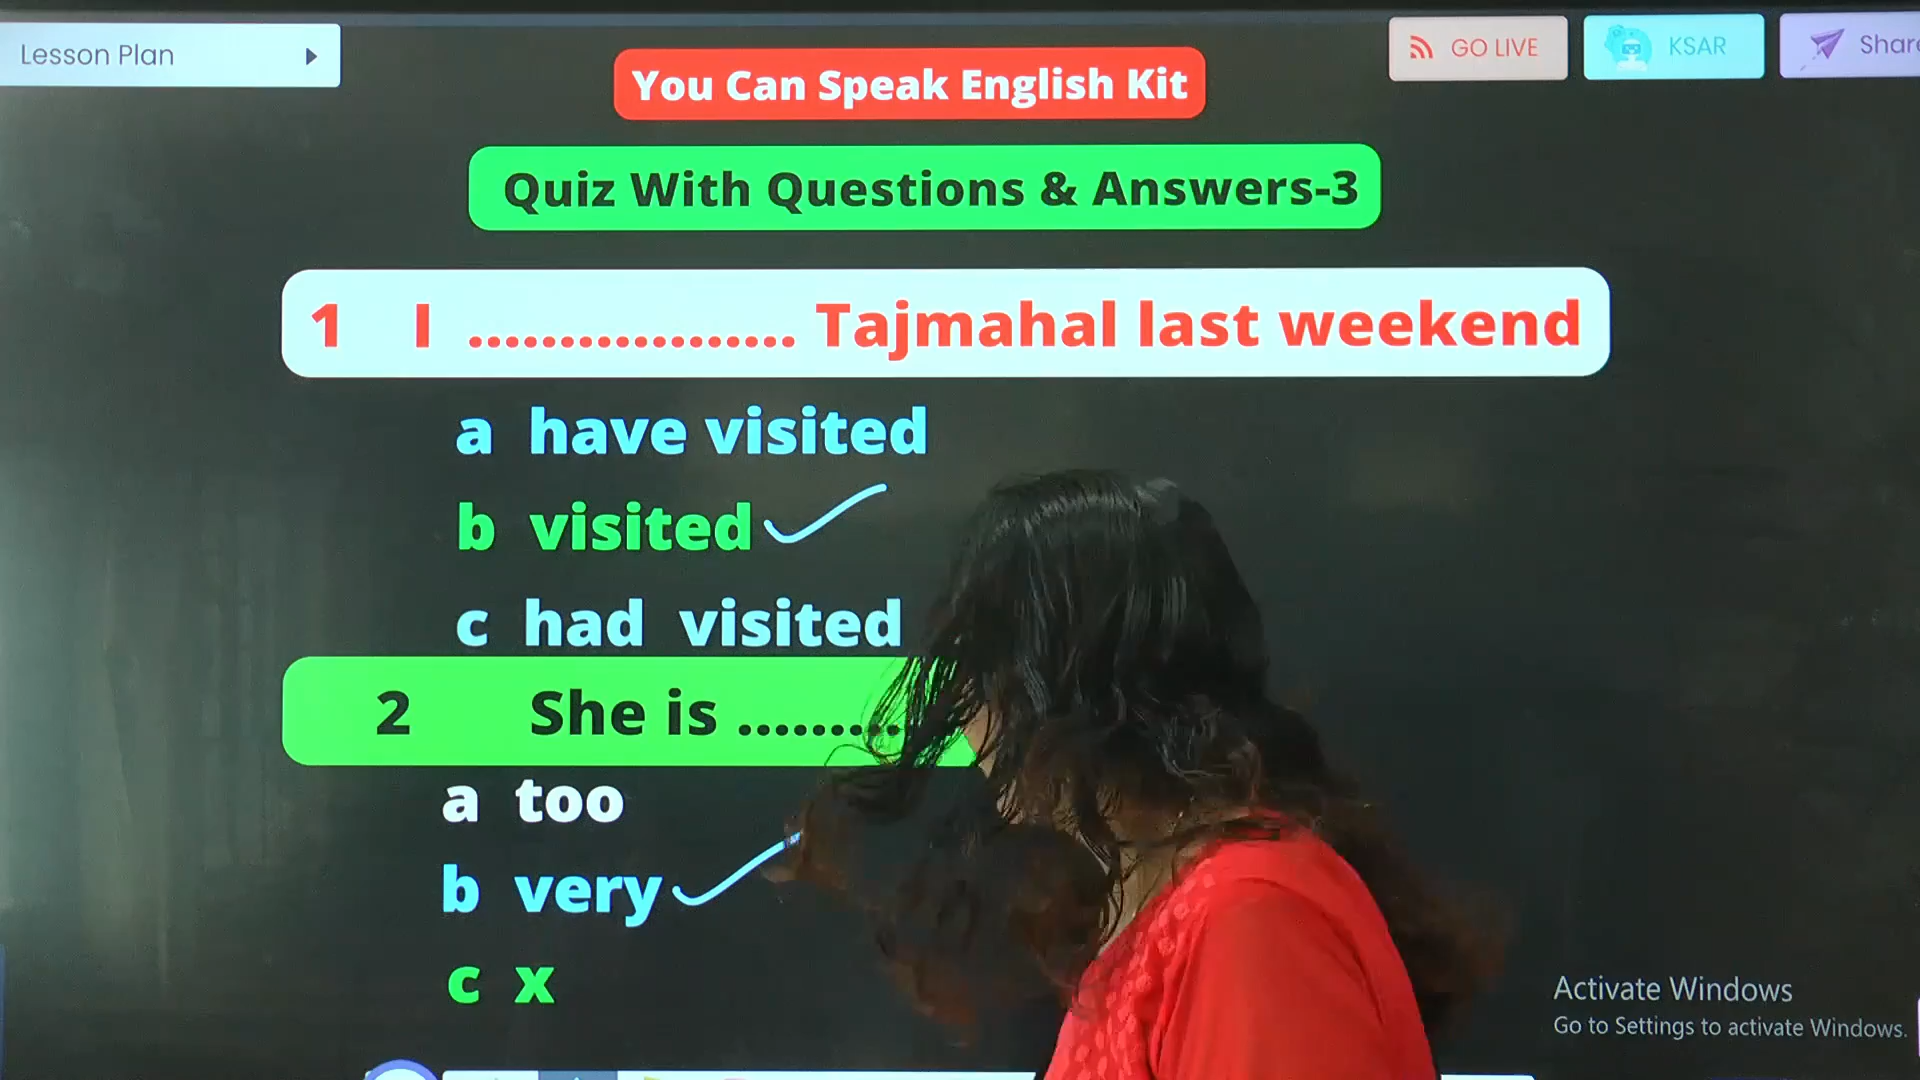 Lesson Plan
GO LIVE
KSAR
Share
You Can Speak English Kit
Quiz With Questions & Answers-3
1 I .................. Tajmahal last weekend
a have visited
b visited
c had visited
2 She is .........
a too
b very
c x
Activate Windows
Go to Settings to activate Windows.